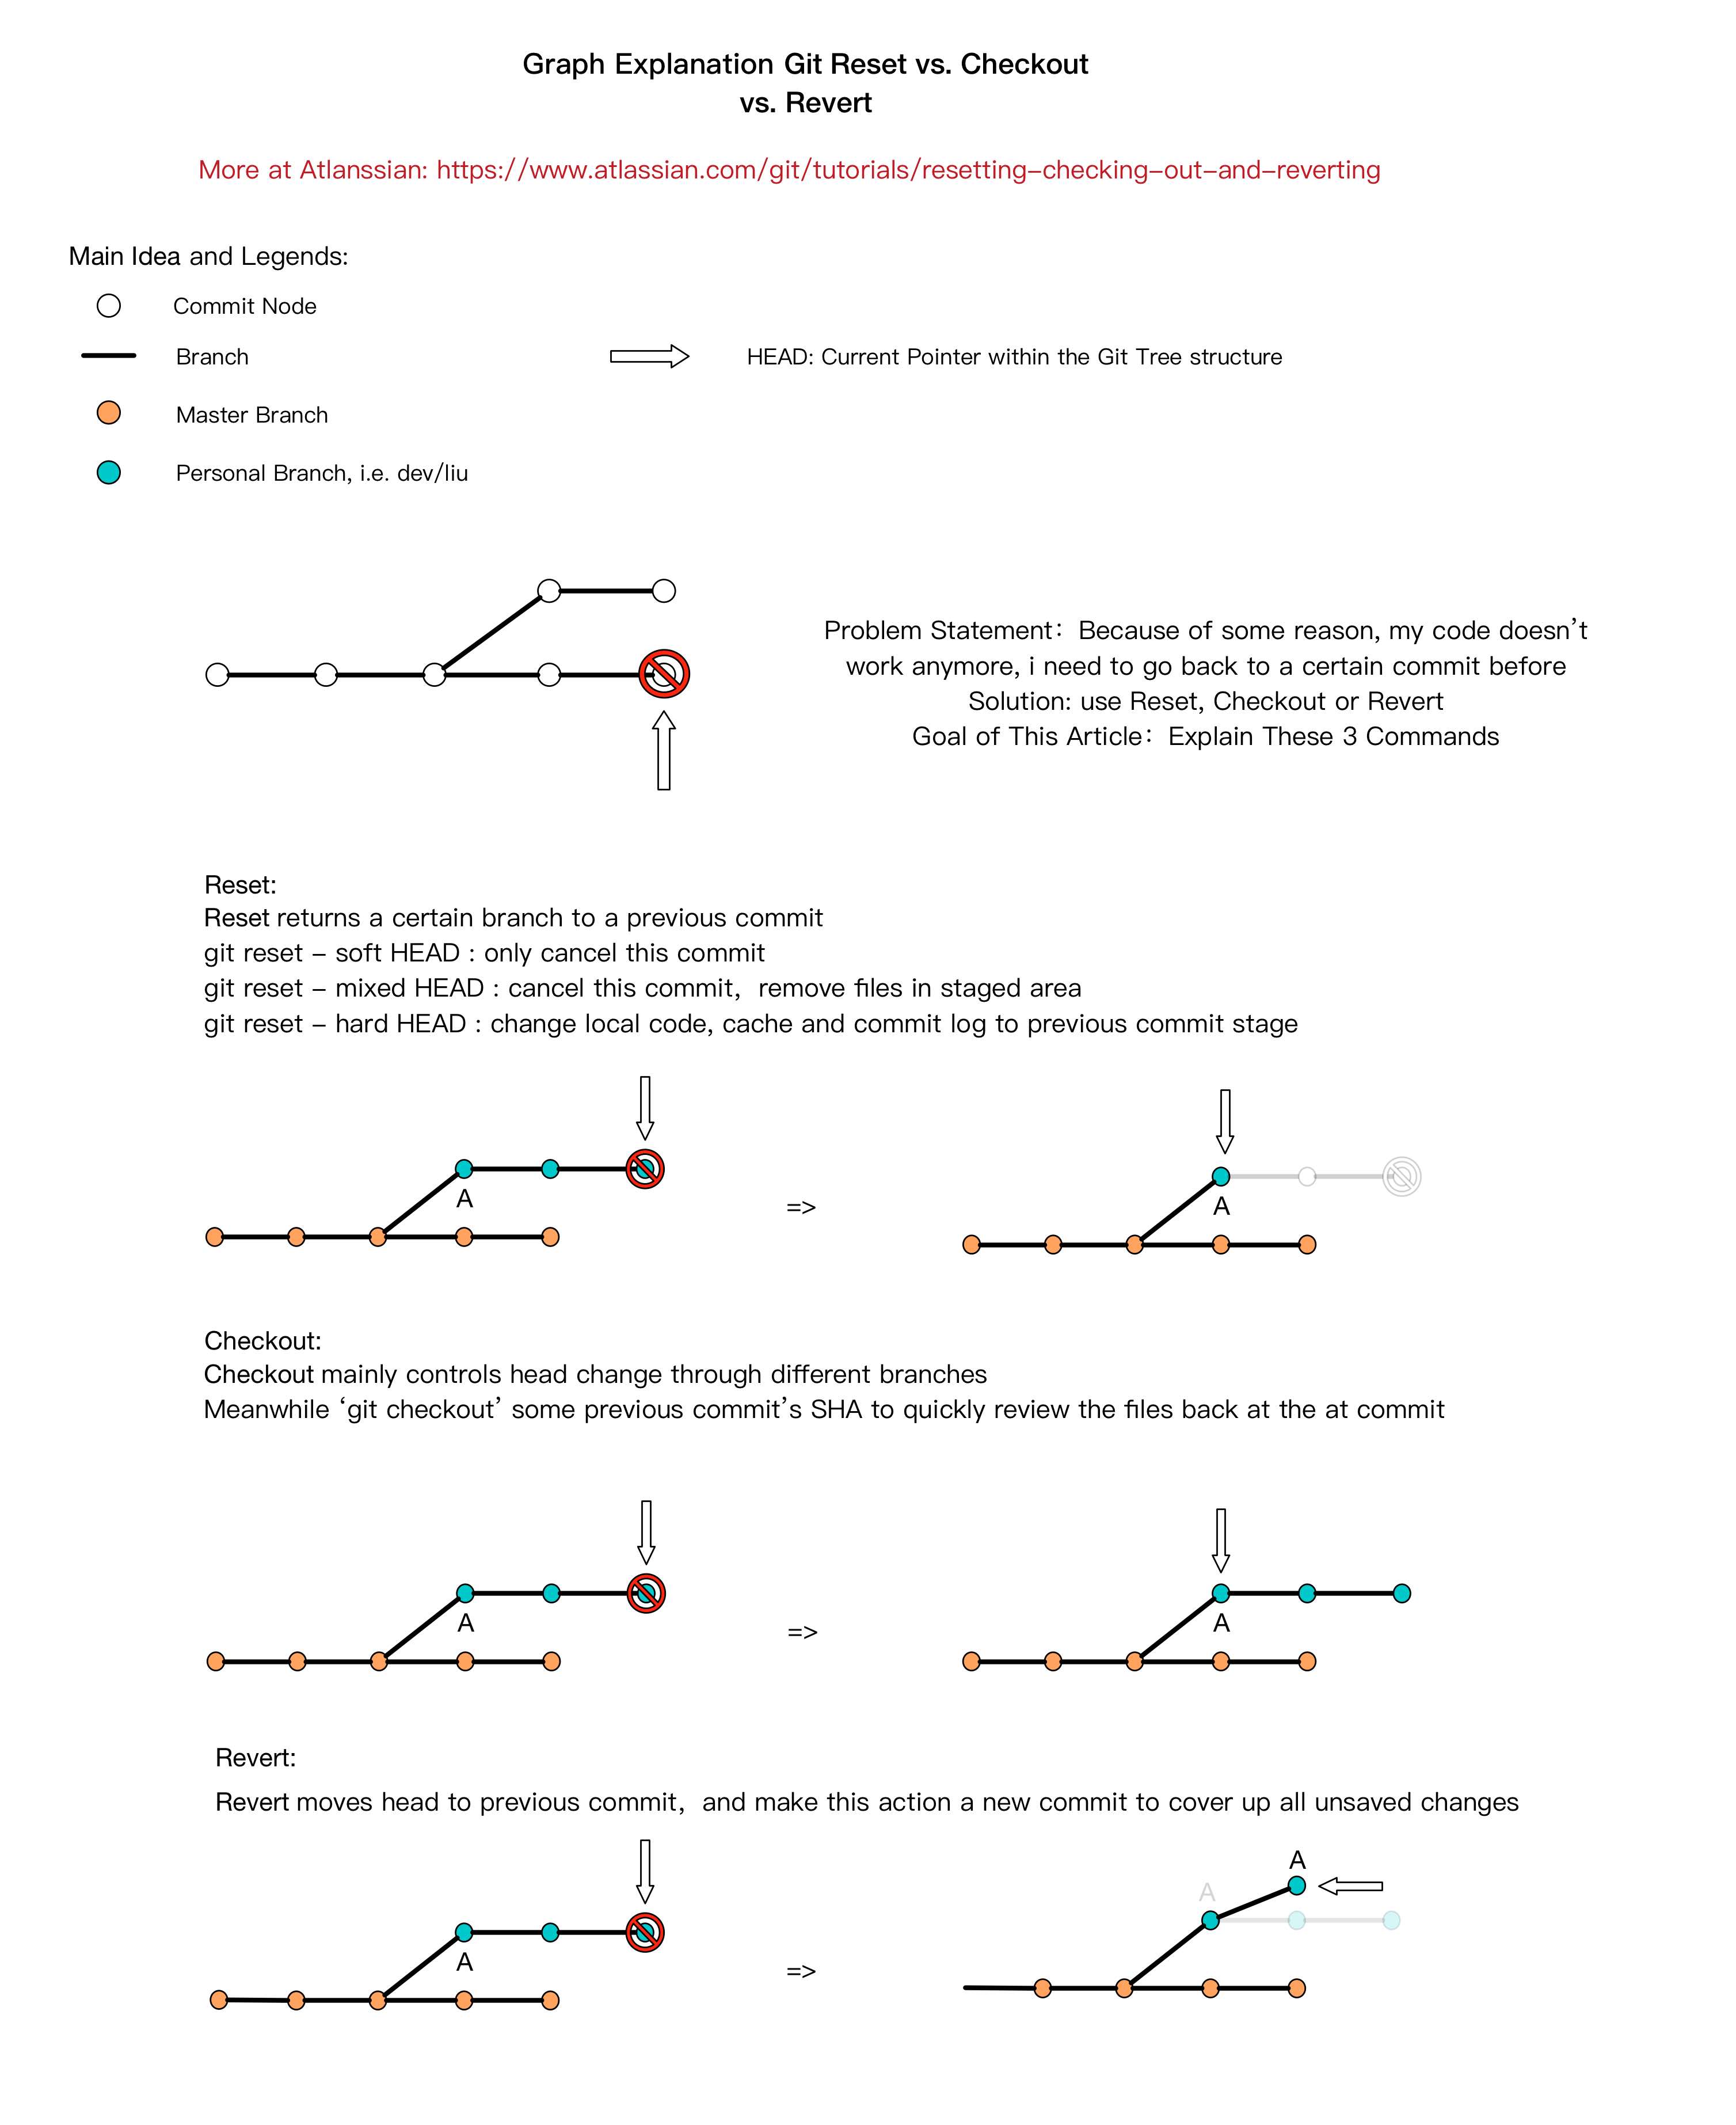 Graph Explanation Git Reset vs. Checkout
vs. Revert
More at Atlanssian: https://www.atlassian.com/git/tutorials/resetting-checking-out-and-reverting
Main Idea and Legends:
Commit Node
Branch
HEAD: Current Pointer within the Git Tree structure
Master Branch
Personal Branch, i.e. dev/liu
Problem Statement：Because of some reason, my code doesn’t
work anymore, i need to go back to a certain commit before
Solution: use Reset, Checkout or Revert
Goal of This Article：Explain These 3 Commands
Reset:
Reset returns a certain branch to a previous commit
git reset – soft HEAD : only cancel this commit
git reset – mixed HEAD : cancel this commit，remove files in staged area
git reset – hard HEAD : change local code, cache and commit log to previous commit stage
A
=>
A
Checkout:
Checkout mainly controls head change through different branches
Meanwhile ‘git checkout’ some previous commit’s SHA to quickly review the files back at the at commit
A
=>
A
Revert:
Revert moves head to previous commit，and make this action a new commit to cover up all unsaved changes
A
=>
A
A